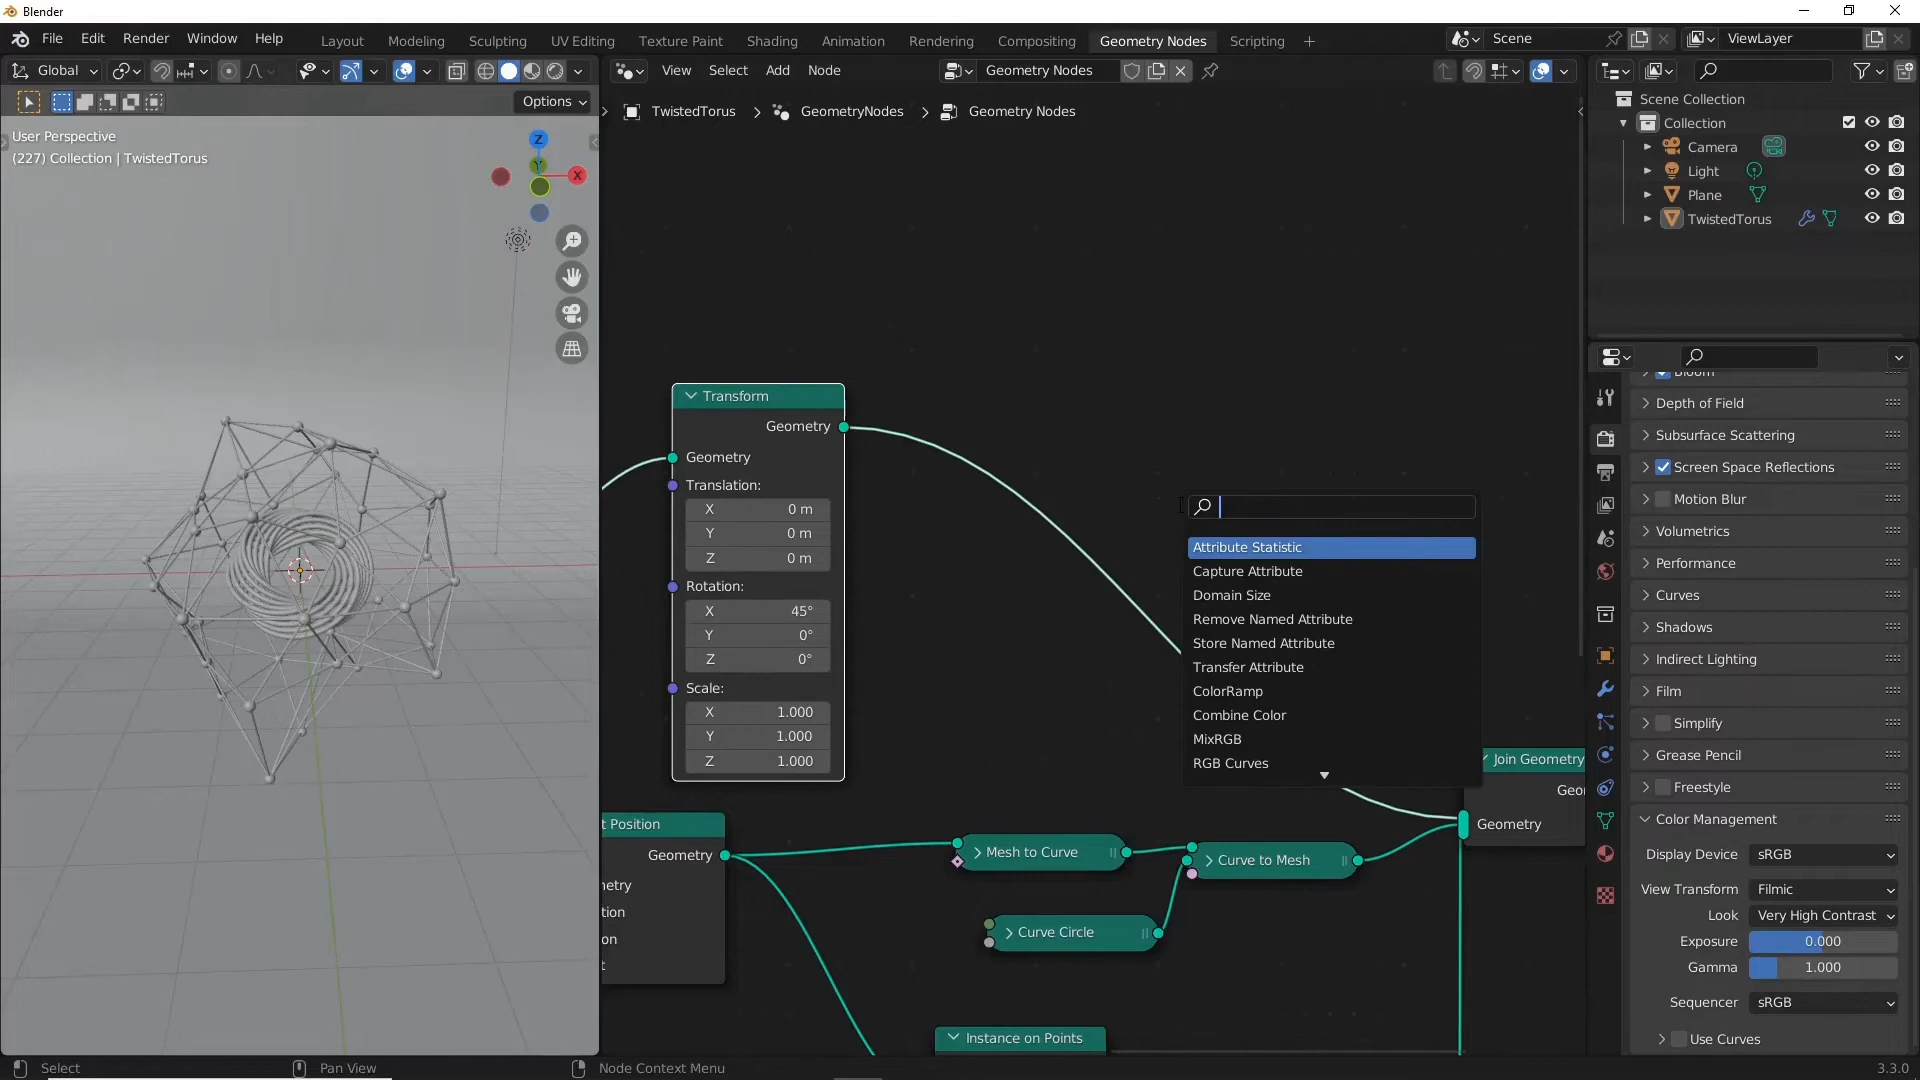 Blender
File Edit Render Window Help
Layout Modeling Sculpting UV Editing Texture Paint Shading Animation Rendering Compositing Geometry Nodes Scripting
Scene
ViewLayer
Global
View Select Add Node
Geometry Nodes
Options
TwistedTorus
GeometryNodes
Geometry Nodes
User Perspective
(227) Collection | TwistedTorus
Z
Y
X
Scene Collection
Collection
Camera
Light
Plane
TwistedTorus
Transform
Geometry
Geometry
Translation:
X 0 m
Y 0 m
Z 0 m
Rotation:
X 45°
Y 0°
Z 0°
Scale:
X 1.000
Y 1.000
Z 1.000
Attribute Statistic
Capture Attribute
Domain Size
Remove Named Attribute
Store Named Attribute
Transfer Attribute
ColorRamp
Combine Color
MixRGB
RGB Curves
Join Geometry
Geo
Geometry
t Position
Geometry
metry
tion
on
t
Mesh to Curve
Curve to Mesh
Curve Circle
Instance on Points
Bloom
Depth of Field
Subsurface Scattering
Screen Space Reflections
Motion Blur
Volumetrics
Performance
Curves
Shadows
Indirect Lighting
Film
Simplify
Grease Pencil
Freestyle
Color Management
Display Device sRGB
View Transform Filmic
Look Very High Contrast
Exposure 0.000
Gamma 1.000
Sequencer sRGB
Use Curves
Select
Pan View
Node Context Menu
3.3.0